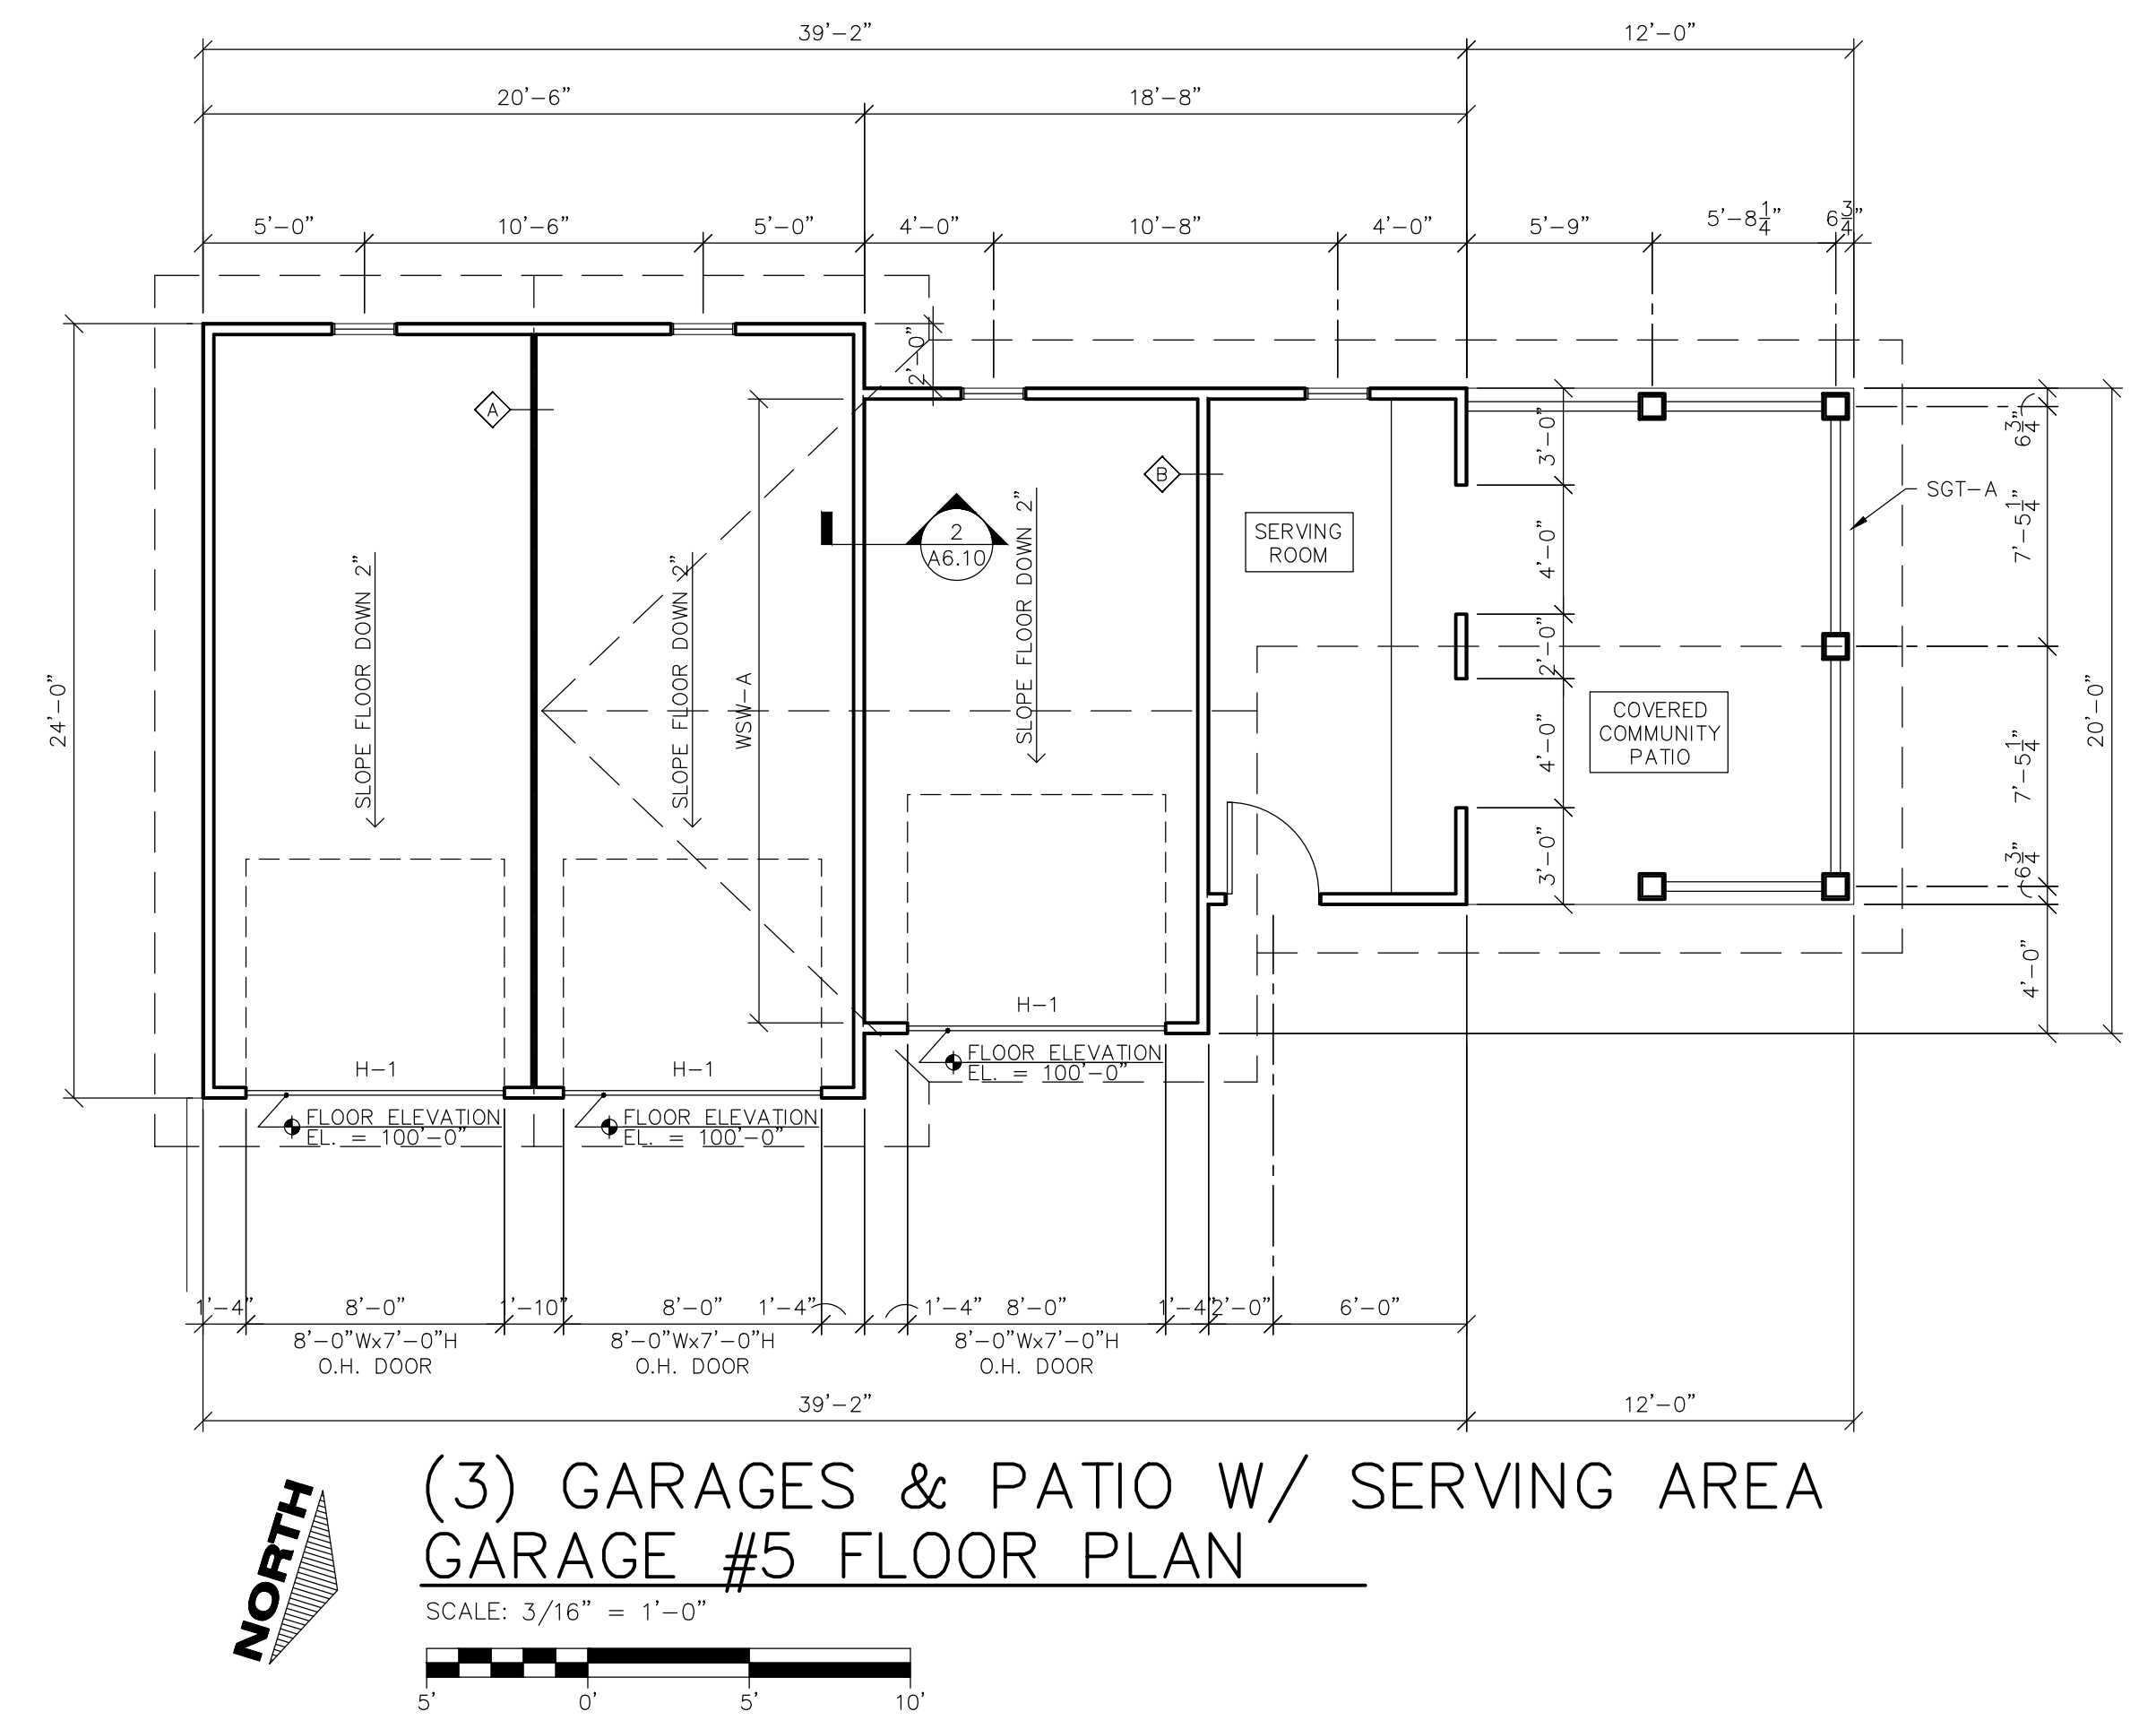 39'-2"
12'-0"
20'-6"
18'-8"
5'-0"
10'-6"
5'-0"
4'-0"
10'-8"
4'-0"
5'-9"
5'-8 1/4"
6 3/4"
2'-0"
A
B
3'-0"
6 3/4"
SGT-A
7'-5 1/4"
2
A6.10
SERVING
ROOM
4'-0"
SLOPE FLOOR DOWN 2"
SLOPE FLOOR DOWN 2"
SLOPE FLOOR DOWN 2"
WSW-A
24'-0"
2'-0"
20'-0"
COVERED
COMMUNITY
PATIO
4'-0"
7'-5 1/4"
3'-0"
6 3/4"
4'-0"
H-1
H-1
H-1
FLOOR ELEVATION
EL. = 100'-0"
FLOOR ELEVATION
EL. = 100'-0"
FLOOR ELEVATION
EL. = 100'-0"
1'-4"
8'-0"
1'-10"
8'-0"
1'-4"
1'-4"
8'-0"
1'-4"
2'-0"
6'-0"
8'-0"Wx7'-0"H
O.H. DOOR
8'-0"Wx7'-0"H
O.H. DOOR
8'-0"Wx7'-0"H
O.H. DOOR
39'-2"
12'-0"
NORTH
(3) GARAGES & PATIO W/ SERVING AREA
GARAGE #5 FLOOR PLAN
SCALE: 3/16" = 1'-0"
5' 0' 5' 10'